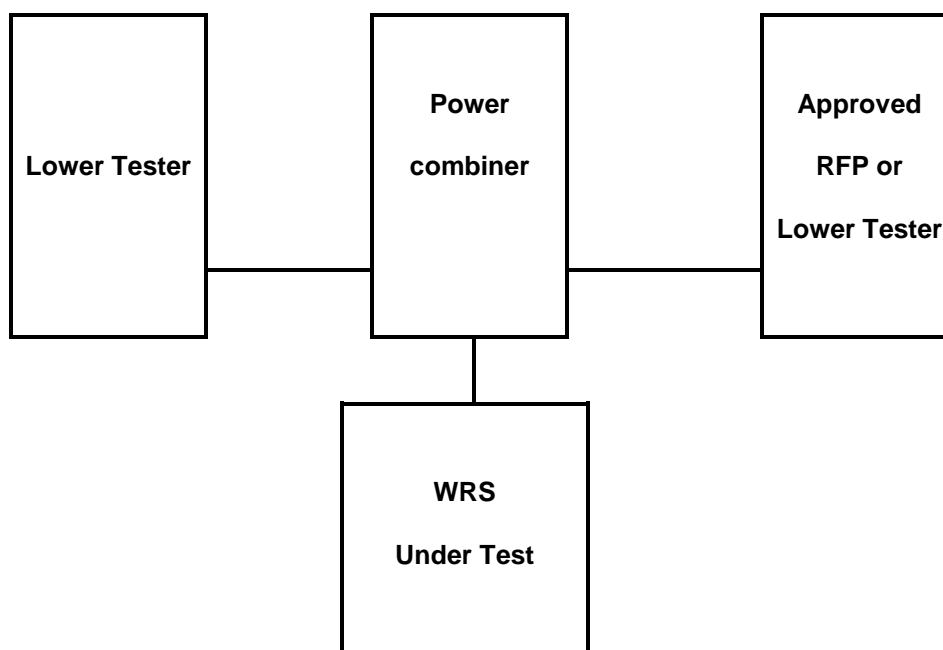 Lower Tester
Power
combiner
Approved
RFP or
Lower Tester
WRS
Under Test